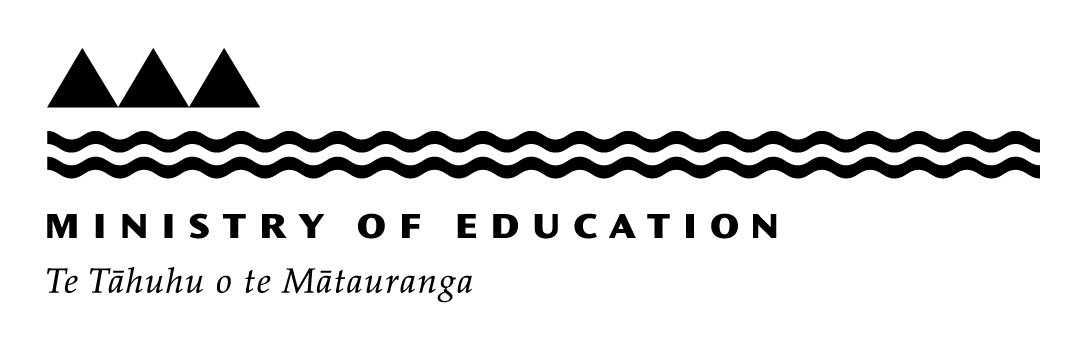 MINISTRY OF EDUCATION
Te Tāhuhu o te Mātauranga